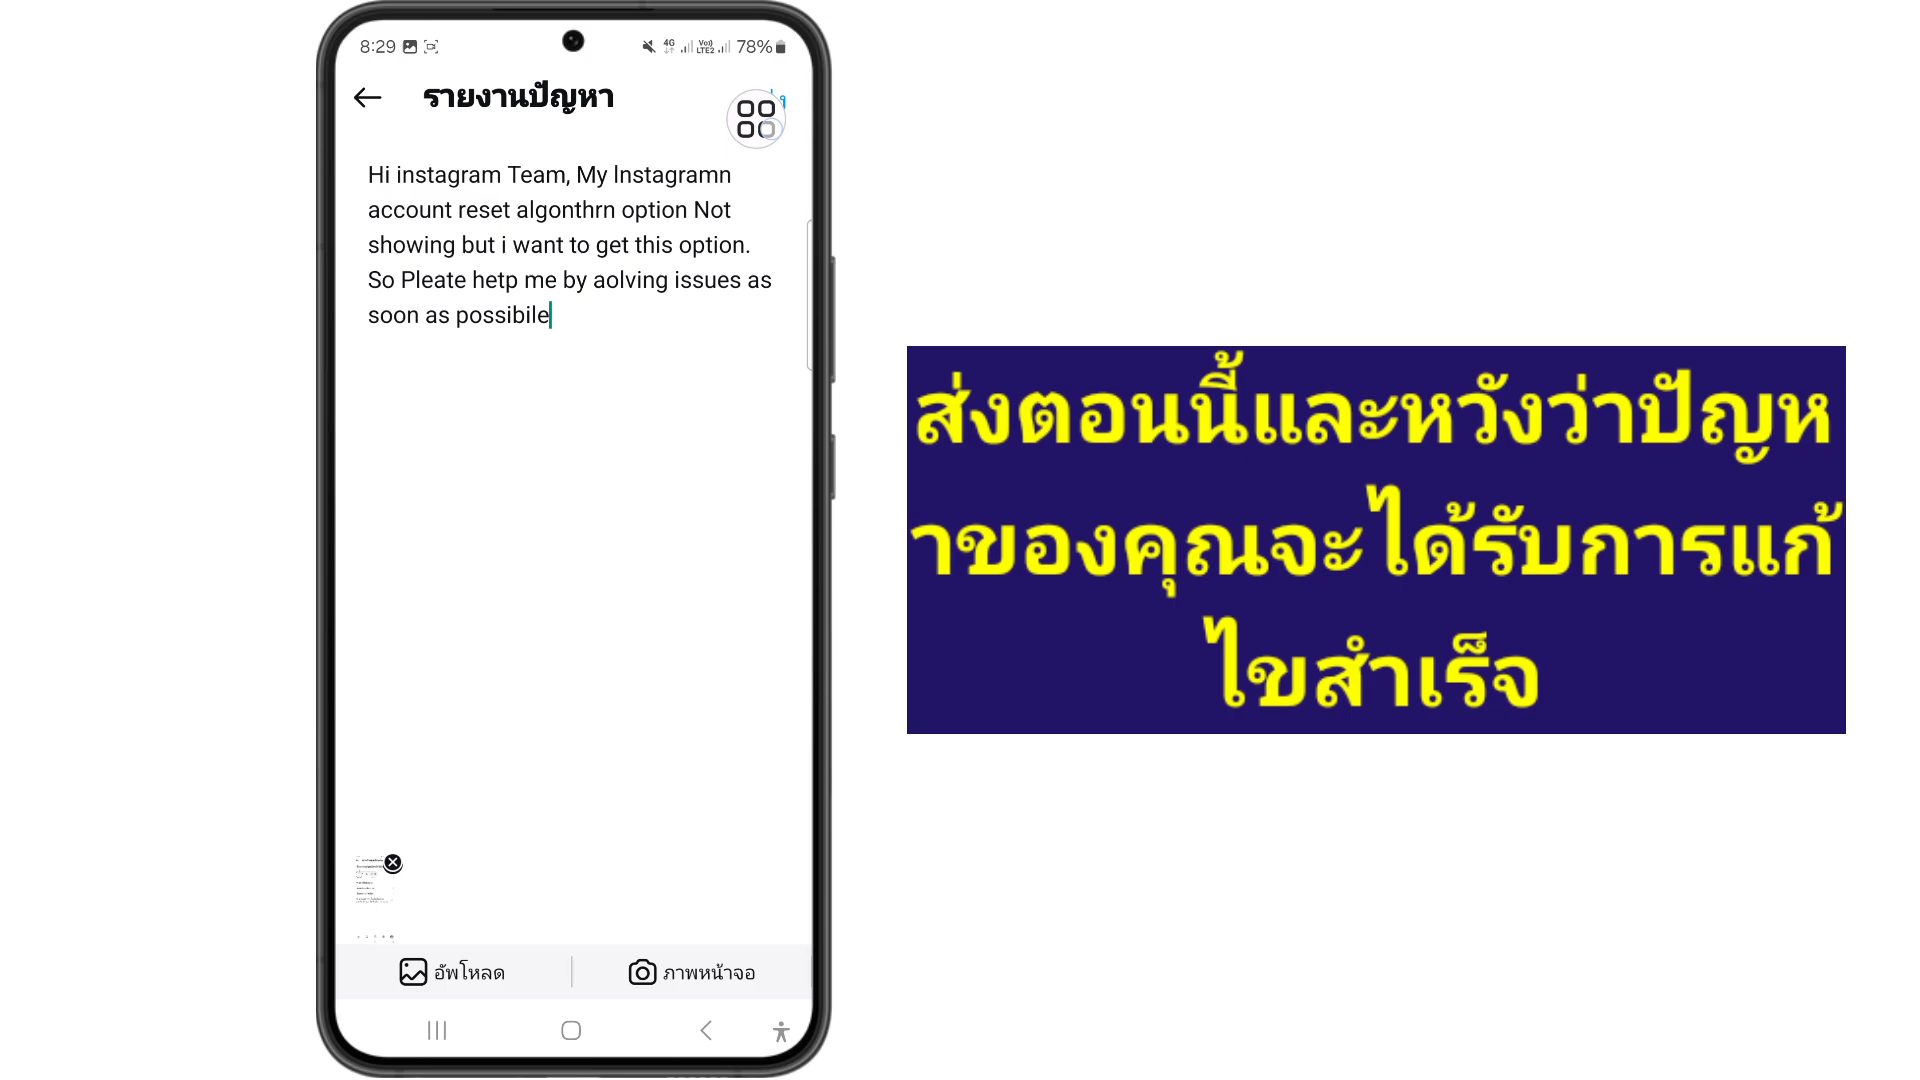 8:29
4G
Vo)) LTE2
78%
รายงานปัญหา
Hi instagram Team, My lnstagramn
account reset algonthrn option Not
showing but i want to get this option.
So Pleate hetp me by aolving issues as
soon as possibile
อัพโหลด
ภาพหน้าจอ
ส่งตอนนี้และหวังว่าปัญห
าของคุณจะได้รับการแก้
ไขสำเร็จ